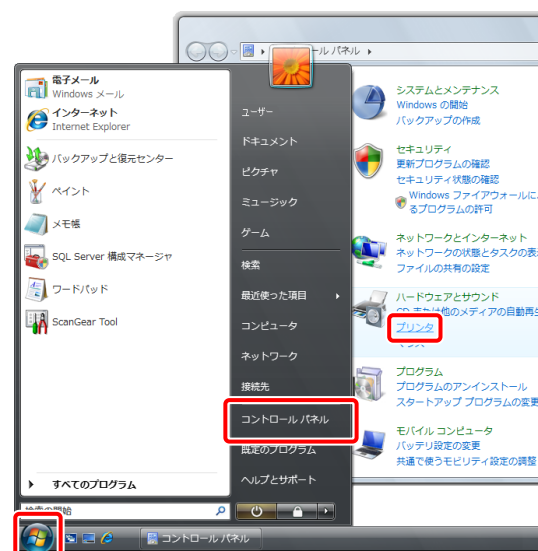 ール パネル
電子メール
Windows メール
インターネット
Internet Explorer
バックアップと復元センター
ペイント
メモ帳
SQL Server 構成マネージャ
ワードパッド
ScanGear Tool
すべてのプログラム
検索の開始
ユーザー
ドキュメント
ピクチャ
ミュージック
ゲーム
検索
最近使った項目
コンピュータ
ネットワーク
接続先
コントロール パネル
既定のプログラム
ヘルプとサポート
システムとメンテナンス
Windows の開始
バックアップの作成
セキュリティ
更新プログラムの確認
セキュリティ状態の確認
Windows ファイアウォールに
るプログラムの許可
ネットワークとインターネット
ネットワークの状態とタスクの表
ファイルの共有の設定
ハードウェアとサウンド
CD または他のメディアの自動再生
プリンタ
プログラム
プログラムのアンインストール
スタートアップ プログラムの変更
モバイル コンピュータ
バッテリ設定の変更
共通で使うモビリティ設定の調整
コントロール パネル